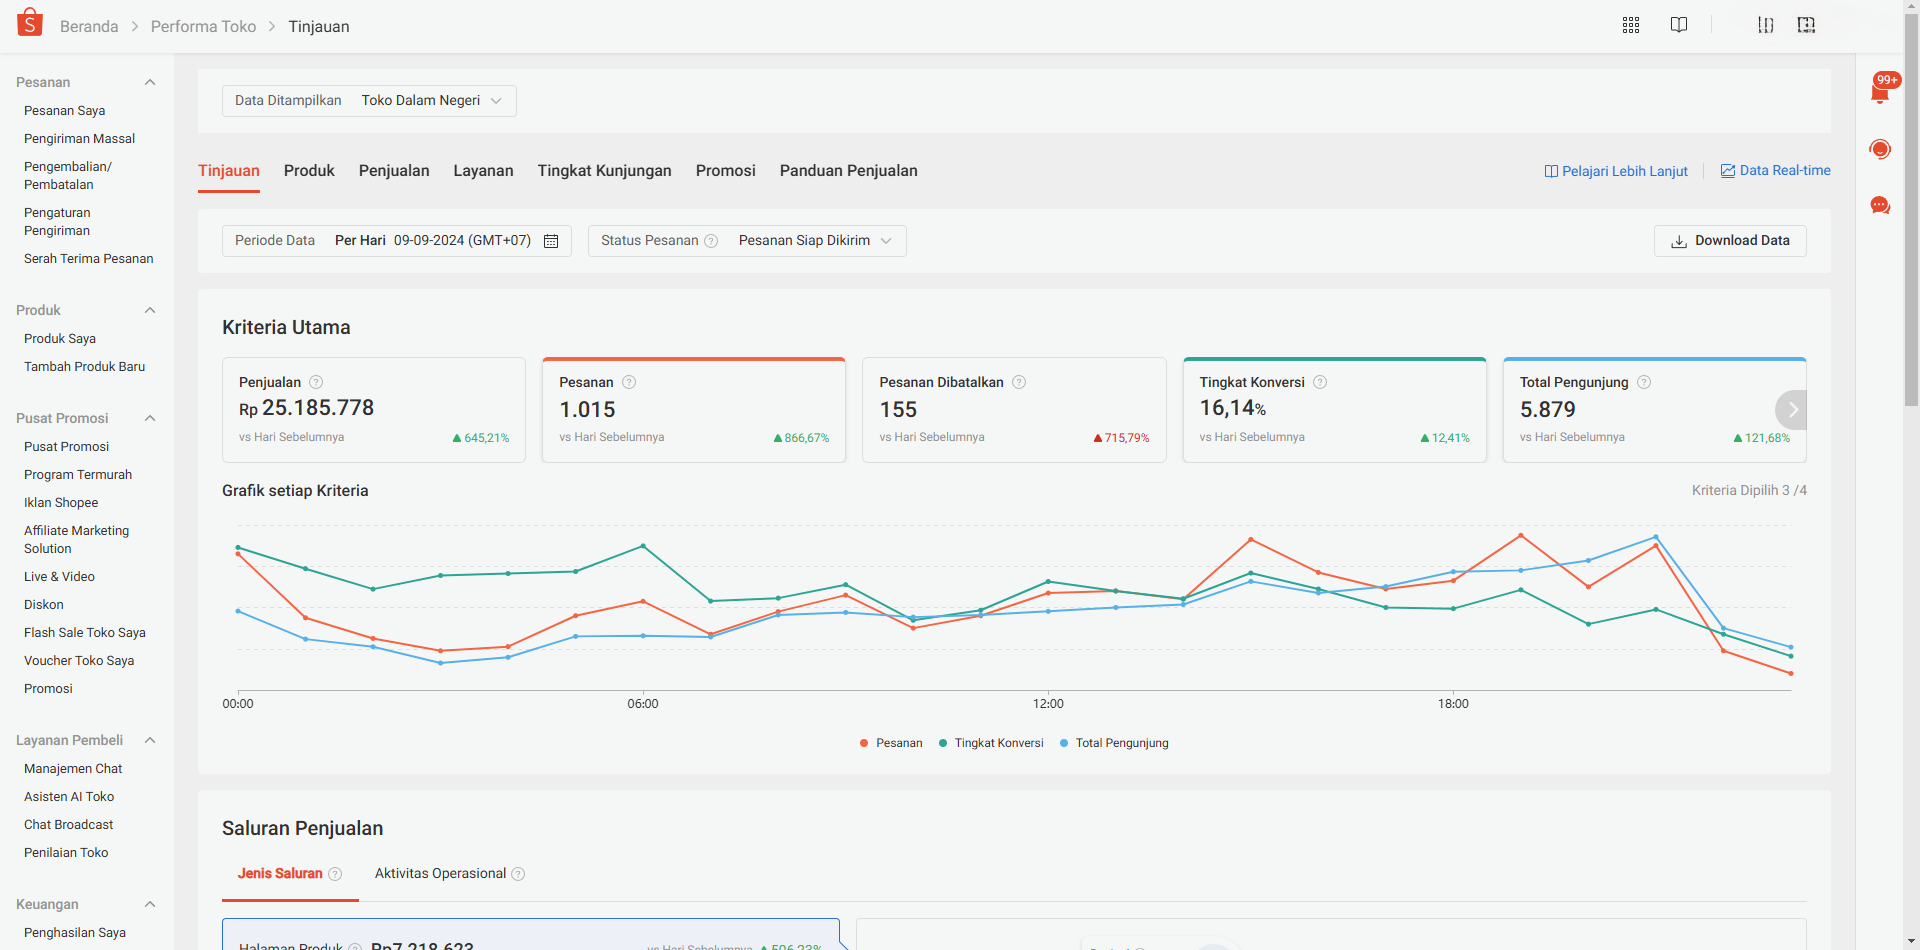 Beranda > Performa Toko > Tinjauan
99+
Pesanan
Pesanan Saya
Pengiriman Massal
Pengembalian/
Pembatalan
Pengaturan
Pengiriman
Serah Terima Pesanan
Produk
Produk Saya
Tambah Produk Baru
Pusat Promosi
Pusat Promosi
Program Termurah
Iklan Shopee
Affiliate Marketing
Solution
Live & Video
Diskon
Flash Sale Toko Saya
Voucher Toko Saya
Promosi
Layanan Pembeli
Manajemen Chat
Asisten AI Toko
Chat Broadcast
Penilaian Toko
Keuangan
Penghasilan Saya
Data Ditampilkan Toko Dalam Negeri
Tinjauan Produk Penjualan Layanan Tingkat Kunjungan Promosi Panduan Penjualan Pelajari Lebih Lanjut Data Real-time
Periode Data Per Hari 09-09-2024 (GMT+07) Status Pesanan Pesanan Siap Dikirim Download Data
Kriteria Utama
Penjualan
Rp 25.185.778
vs Hari Sebelumnya 645,21%
Pesanan
1.015
vs Hari Sebelumnya 866,67%
Pesanan Dibatalkan
155
vs Hari Sebelumnya 715,79%
Tingkat Konversi
16,14%
vs Hari Sebelumnya 12,41%
Total Pengunjung
5.879
vs Hari Sebelumnya 121,68%
Grafik setiap Kriteria Kriteria Dipilih 3 /4
00:00 06:00 12:00 18:00
Pesanan Tingkat Konversi Total Pengunjung
Saluran Penjualan
Jenis Saluran Aktivitas Operasional
Halaman Produk Rp7.218.623 vs Hari Sebelumnya 506,23%